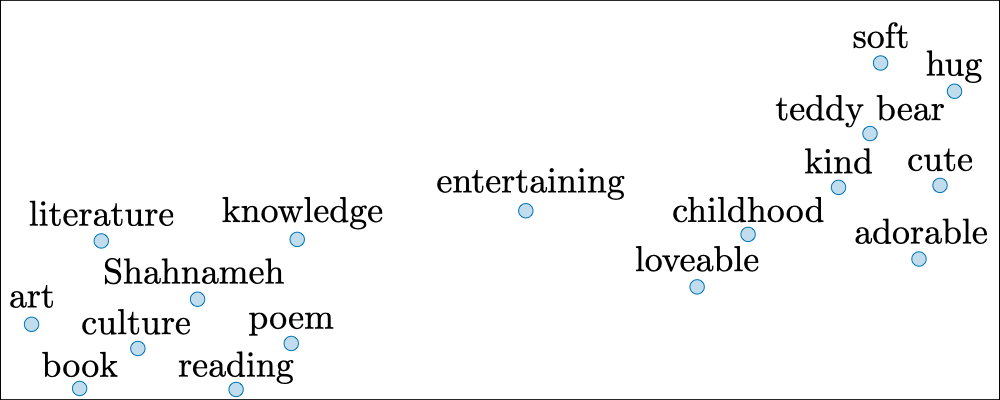 soft
hug
teddy bear
kind
cute
entertaining
literature
knowledge
childhood
adorable
loveable
Shahnameh
art
culture
poem
book
reading